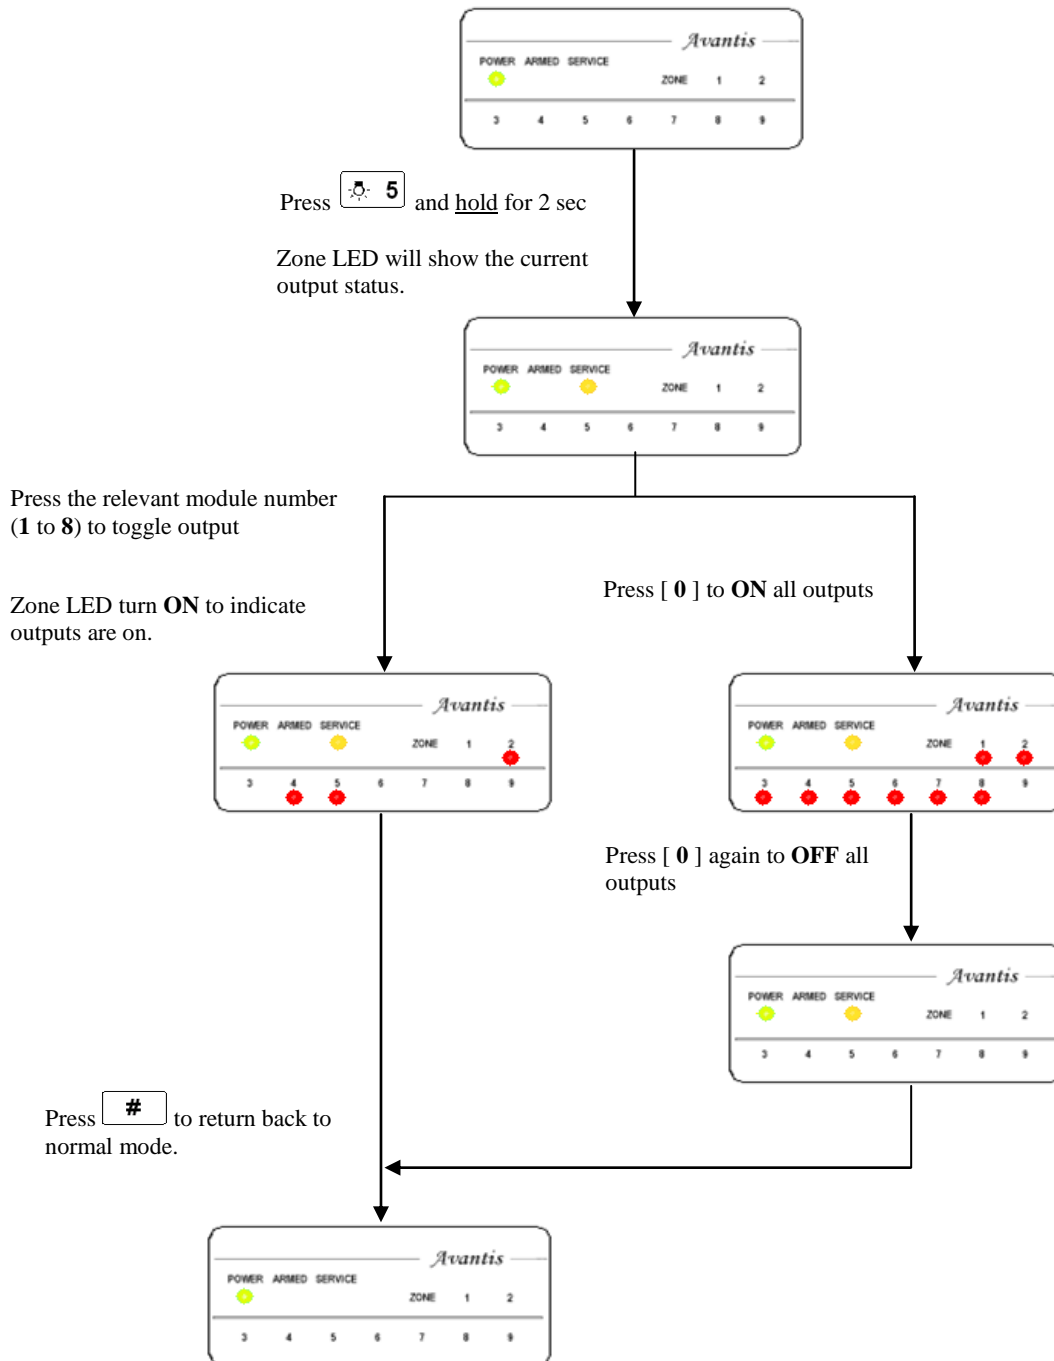 Avantis
POWER ARMED SERVICE
ZONE 1 2
3 4 5 6 7 8 9
Press 5 and hold for 2 sec
Zone LED will show the current
output status.
Avantis
POWER ARMED SERVICE
ZONE 1 2
3 4 5 6 7 8 9
Press the relevant module number
(1 to 8) to toggle output
Zone LED turn ON to indicate
outputs are on.
Press [ 0 ] to ON all outputs
Avantis
POWER ARMED SERVICE
ZONE 1 2
3 4 5 6 7 8 9
Avantis
POWER ARMED SERVICE
ZONE 1 2
3 4 5 6 7 8 9
Press [ 0 ] again to OFF all
outputs
Avantis
POWER ARMED SERVICE
ZONE 1 2
3 4 5 6 7 8 9
Press # to return back to
normal mode.
Avantis
POWER ARMED SERVICE
ZONE 1 2
3 4 5 6 7 8 9